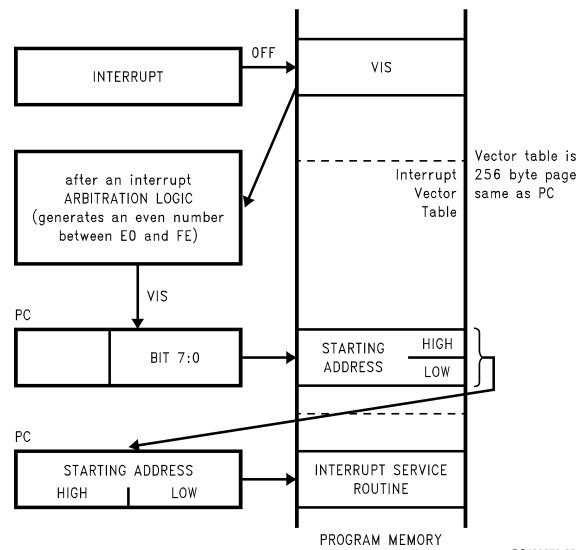 OFF
INTERRUPT
VIS
after an interrupt
ARBITRATION LOGIC
(generates an even number
between E0 and FE)
Interrupt
Vector
Table
Vector table is
256 byte page
same as PC
VIS
PC
BIT 7:0
STARTING
ADDRESS
HIGH
LOW
PC
STARTING ADDRESS
HIGH
LOW
INTERRUPT SERVICE
ROUTINE
PROGRAM MEMORY